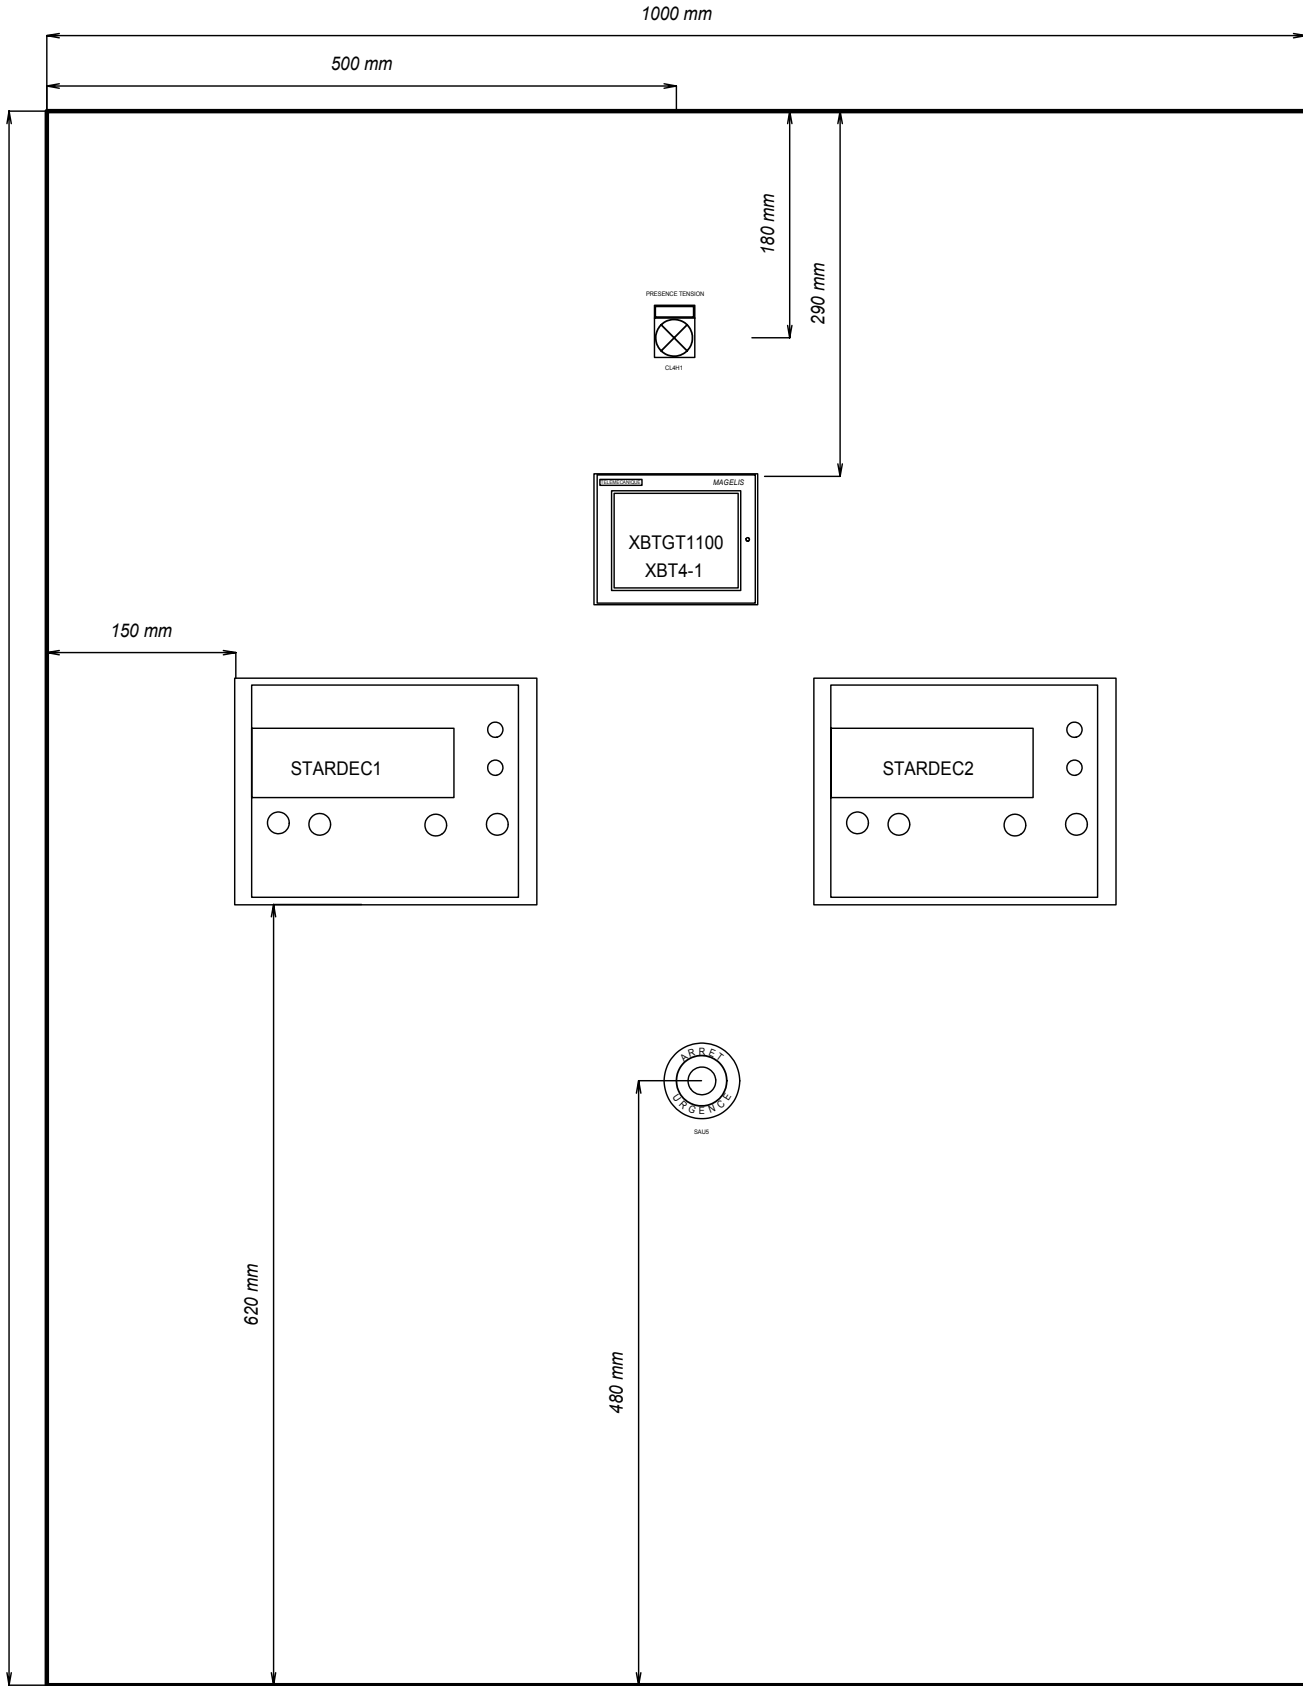 1000 mm
500 mm
180 mm
290 mm
PRESENCE TENSION
CL4H1
TELEMECANIQUE
MAGELIS
XBTGT1100
XBT4-1
150 mm
STARDEC1
STARDEC2
ARRET
URGENCE
SAU5
620 mm
480 mm